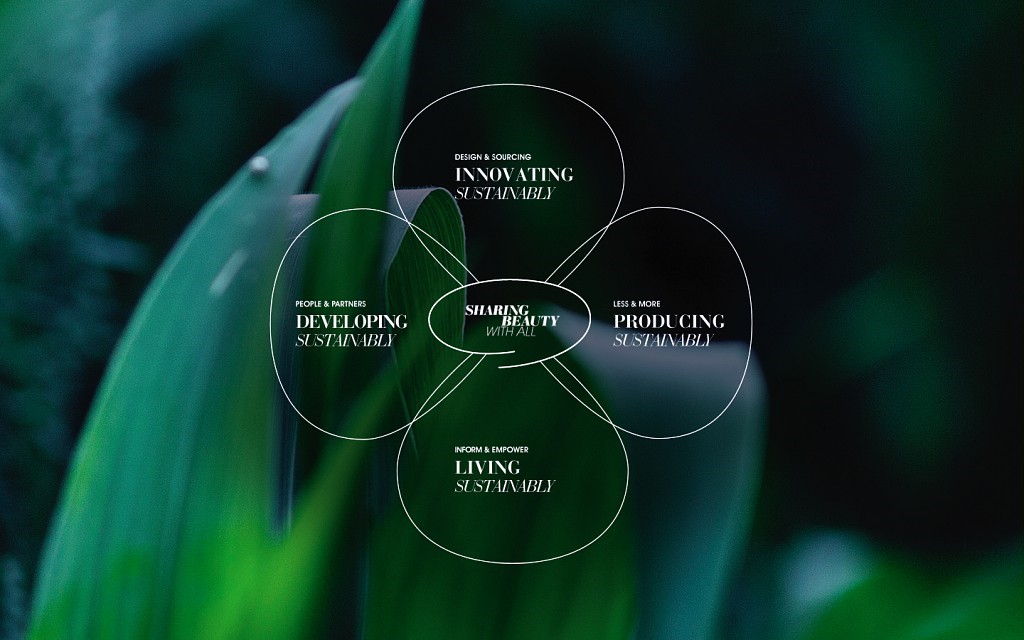 DESIGN & SOURCING
INNOVATING
SUSTAINABLY
PEOPLE & PARTNERS
DEVELOPING
SUSTAINABLY
SHARING
BEAUTY
WITH ALL
LESS & MORE
PRODUCING
SUSTAINABLY
INFORM & EMPOWER
LIVING
SUSTAINABLY